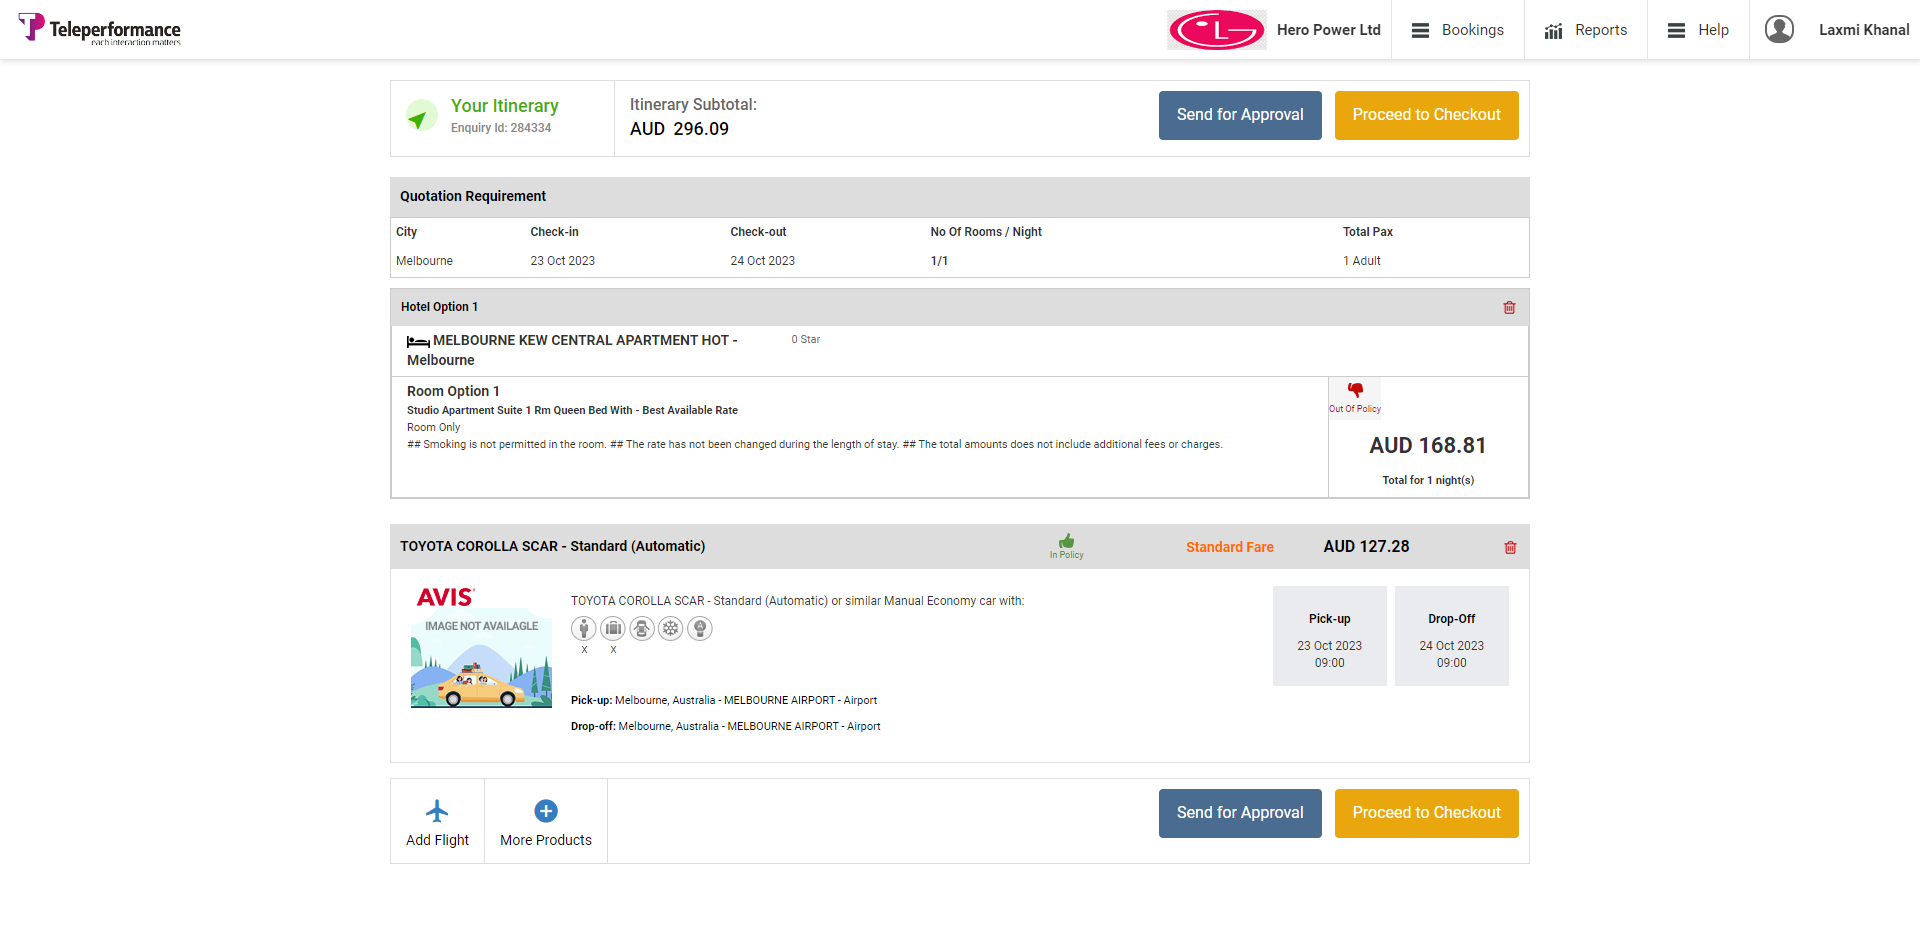 Teleperformance
each interaction matters
LG
Hero Power Ltd
Bookings
Reports
Help
Laxmi Khanal
Your Itinerary
Enquiry Id: 284334
Itinerary Subtotal:
AUD 296.09
Send for Approval
Proceed to Checkout
Quotation Requirement
City Check-in Check-out No Of Rooms / Night Total Pax
Melbourne 23 Oct 2023 24 Oct 2023 1/1 1 Adult
Hotel Option 1
MELBOURNE KEW CENTRAL APARTMENT HOT -
Melbourne
0 Star
Room Option 1
Studio Apartment Suite 1 Rm Queen Bed With - Best Available Rate
Room Only
## Smoking is not permitted in the room. ## The rate has not been changed during the length of stay. ## The total amounts does not include additional fees or charges.
Out Of Policy
AUD 168.81
Total for 1 night(s)
TOYOTA COROLLA SCAR - Standard (Automatic)
In Policy
Standard Fare
AUD 127.28
AVIS
IMAGE NOT AVAILAGLE
TOYOTA COROLLA SCAR - Standard (Automatic) or similar Manual Economy car with:
A
X X
Pick-up: Melbourne, Australia - MELBOURNE AIRPORT - Airport
Drop-off: Melbourne, Australia - MELBOURNE AIRPORT - Airport
Pick-up
23 Oct 2023
09:00
Drop-Off
24 Oct 2023
09:00
Add Flight
More Products
Send for Approval
Proceed to Checkout